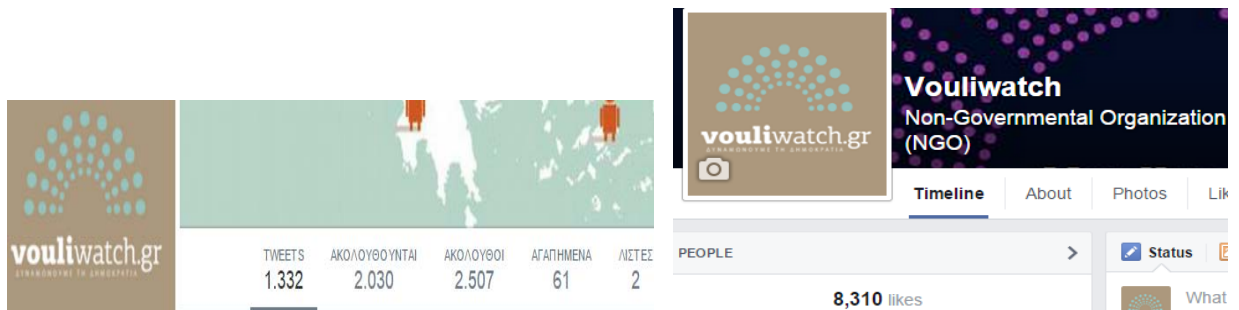 vouliwatch.gr
ΔΥΝΑΜΩΝΟΥΜΕ ΤΗ ΔΗΜΟΚΡΑΤΙΑ
TWEETS ΑΚΟΛΟΥΘΟΥΝΤΑΙ ΑΚΟΛΟΥΘΟΙ ΑΓΑΠΗΜΕΝΑ ΛΙΣΤΕΣ
1.332 2.030 2.507 61 2
vouliwatch.gr
ΔΥΝΑΜΩΝΟΥΜΕ ΤΗ ΔΗΜΟΚΡΑΤΙΑ
Vouliwatch
Non-Governmental Organization
(NGO)
Timeline About Photos Lik
PEOPLE
8,310 likes
Status
What